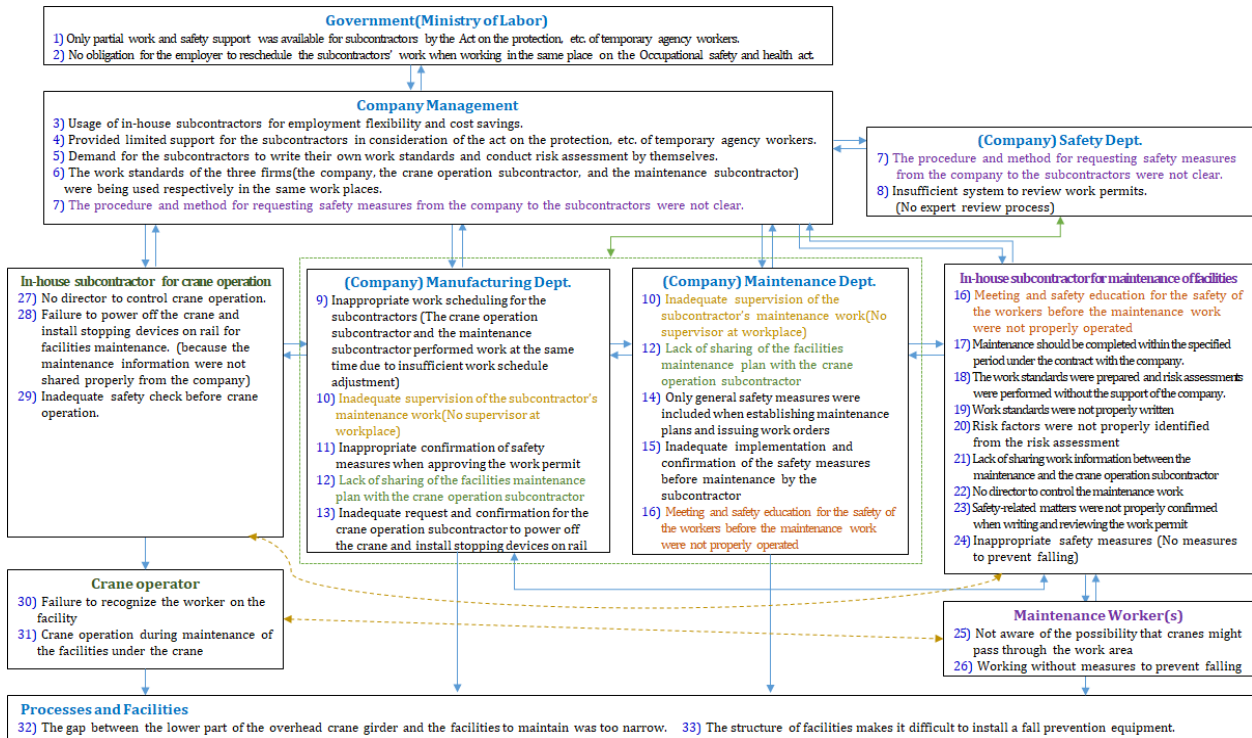 Government(Ministry of Labor)
1) Only partial work and safety support was available for subcontractors by the Act on the protection, etc. of temporary agency workers.
2) No obligation for the employer to reschedule the subcontractors' work when working in the same place on the Occupational safety and health act.
Company Management
3) Usage of in-house subcontractors for employment flexibility and cost savings.
4) Provided limited support for the subcontractors in consideration of the act on the protection, etc. of temporary agency workers.
5) Demand for the subcontractors to write their own work standards and conduct risk assessment by themselves.
6) The work standards of the three firms(the company, the crane operation subcontractor, and the maintenance subcontractor)
were being used respectively in the same work places.
7) The procedure and method for requesting safety measures from the company to the subcontractors were not clear.
(Company) Safety Dept.
7) The procedure and method for requesting safety measures
from the company to the subcontractors were not clear.
8) Insufficient system to review work permits.
(No expert review process)
In-house subcontractor for crane operation
27) No director to control crane operation.
28) Failure to power off the crane and
install stopping devices on rail for
facilities maintenance. (because the
maintenance information were not
shared properly from the company)
29) Inadequate safety check before crane
operation.
(Company) Manufacturing Dept.
9) Inappropriate work scheduling for the
subcontractors (The crane operation
subcontractor and the maintenance
subcontractor performed work at the same
time due to insufficient work schedule
adjustment)
10) Inadequate supervision of the subcontractor's
maintenance work(No supervisor at
workplace)
11) Inappropriate confirmation of safety
measures when approving the work permit
12) Lack of sharing of the facilities maintenance
plan with the crane operation subcontractor
13) Inadequate request and confirmation for
the crane operation subcontractor to power off
the crane and install stopping devices on rail
(Company) Maintenance Dept.
10) Inadequate supervision of the
subcontractor's maintenance work(No
supervisor at workplace)
12) Lack of sharing of the facilities
maintenance plan with the crane
operation subcontractor
14) Only general safety measures were
included when establishing maintenance
plans and issuing work orders
15) Inadequate implementation and
confirmation of the safety measures
before maintenance by the
subcontractor
16) Meeting and safety education for the safety of
the workers before the maintenance work
were not properly operated
In-house subcontractor for maintenance of facilities
16) Meeting and safety education for the safety of
the workers before the maintenance work
were not properly operated
17) Maintenance should be completed within the specified
period under the contract with the company.
18) The work standards were prepared and risk assessments
were performed without the support of the company.
19) Work standards were not properly written
20) Risk factors were not properly identified
from the risk assessment
21) Lack of sharing work information between the
maintenance and the crane operation subcontractor
22) No director to control the maintenance work
23) Safety-related matters were not properly confirmed
when writing and reviewing the work permit
24) Inappropriate safety measures (No measures
to prevent falling)
Crane operator
30) Failure to recognize the worker on the
facility
31) Crane operation during maintenance of
the facilities under the crane
Maintenance Worker(s)
25) Not aware of the possibility that cranes might
pass through the work area
26) Working without measures to prevent falling
Processes and Facilities
32) The gap between the lower part of the overhead crane girder and the facilities to maintain was too narrow. 33) The structure of facilities makes it difficult to install a fall prevention equipment.